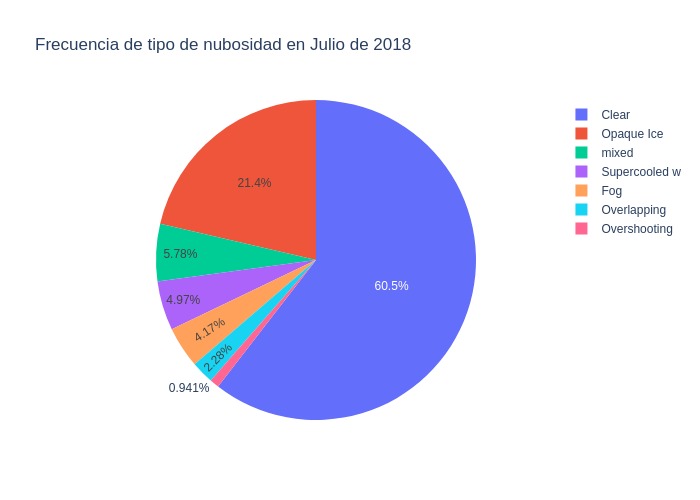 Frecuencia de tipo de nubosidad en Julio de 2018
Clear
Opaque Ice
mixed
Supercooled w
Fog
Overlapping
Overshooting
21.4%
5.78%
4.97%
4.17%
2.28%
0.941%
60.5%